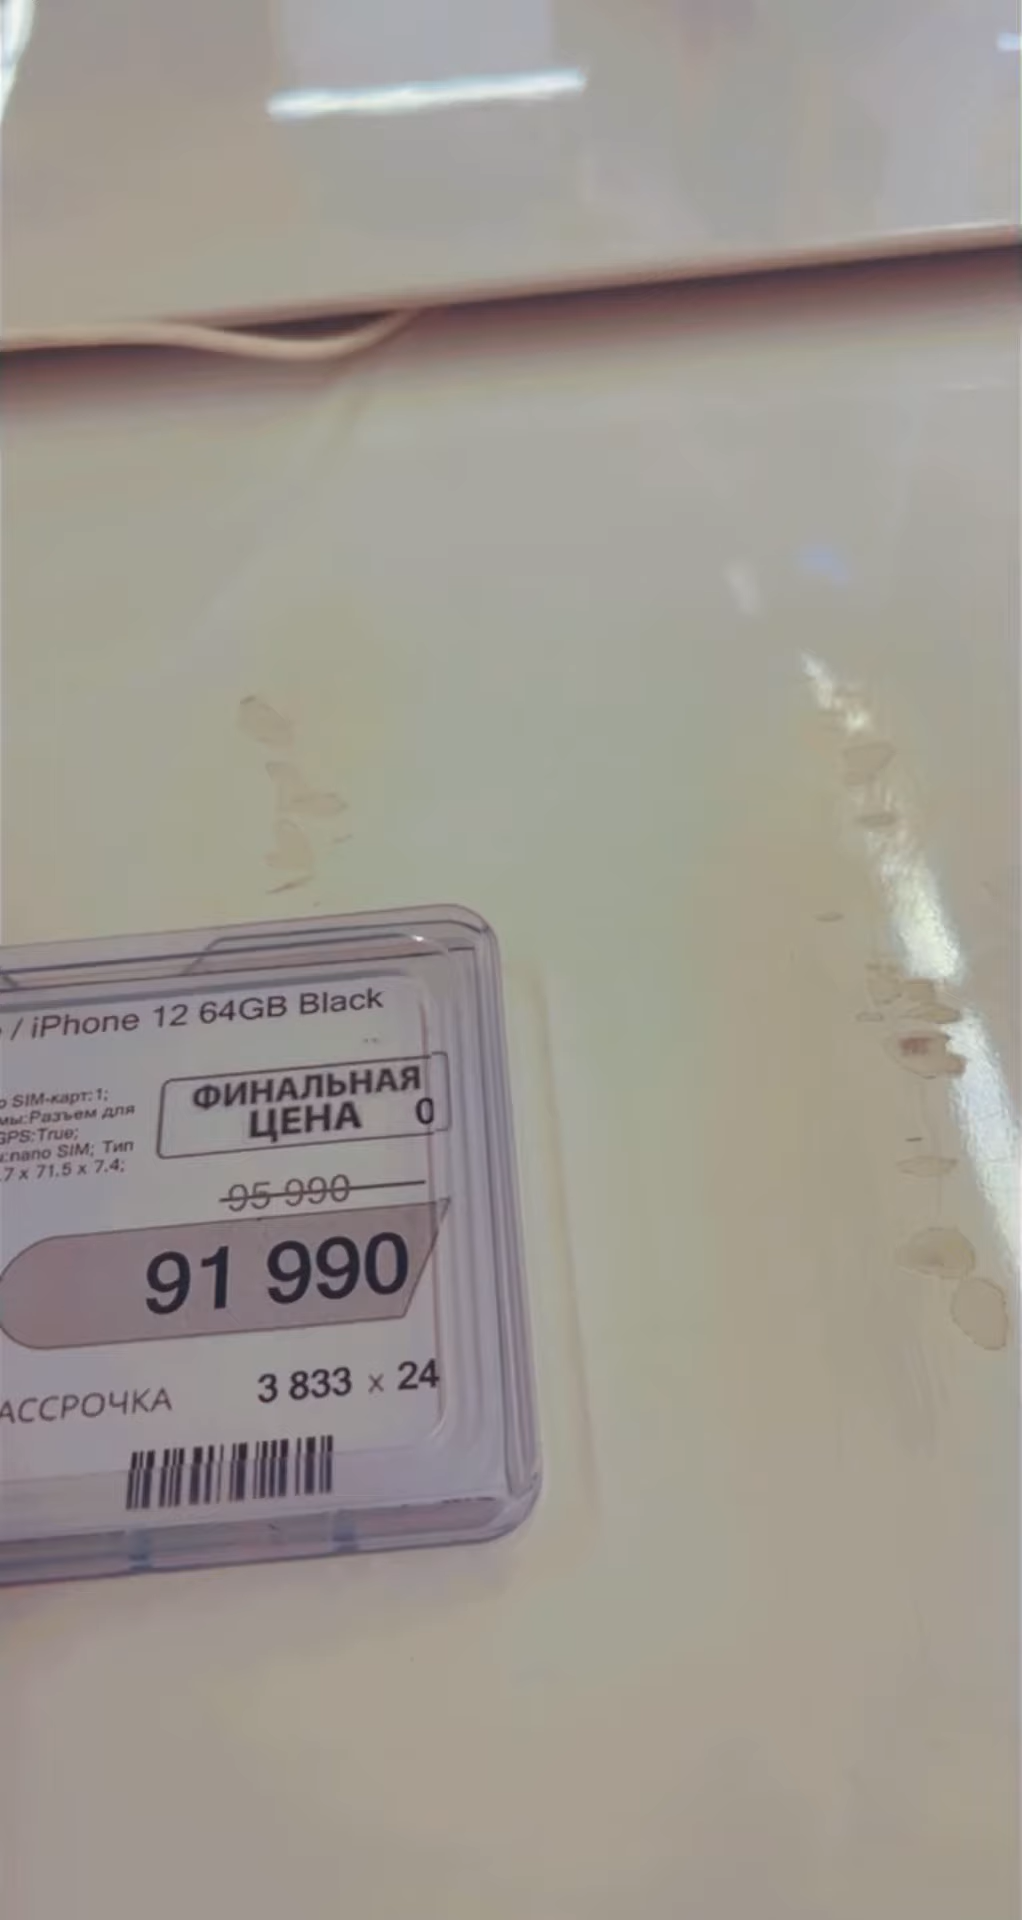 / iPhone 12 64GB Black
SIM-карт:1;
Разъем для
GPS:True;
nano SIM; Тип
7 x 71.5 x 7.4;
ФИНАЛЬНАЯ
ЦЕНА 0
95 990
91 990
АССРОЧКА 3 833 x 24